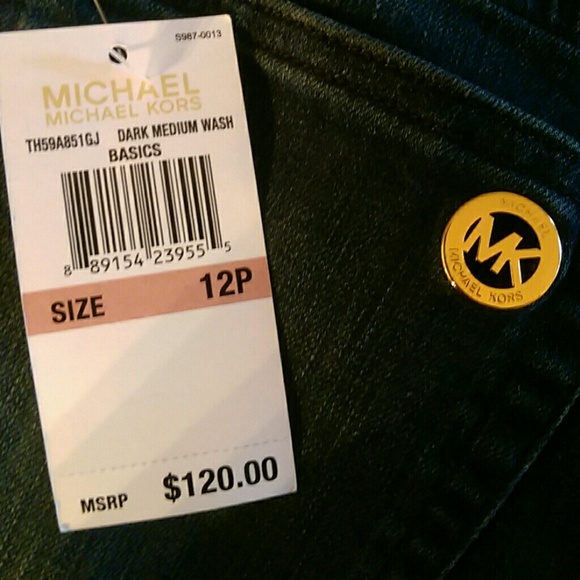 S987-0013
MICHAEL
MICHAEL KORS
TH59A851GJ DARK MEDIUM WASH
BASICS
8 89154 23955 5
SIZE 12P
MSRP $120.00
MICHAEL
MK
MICHAEL KORS